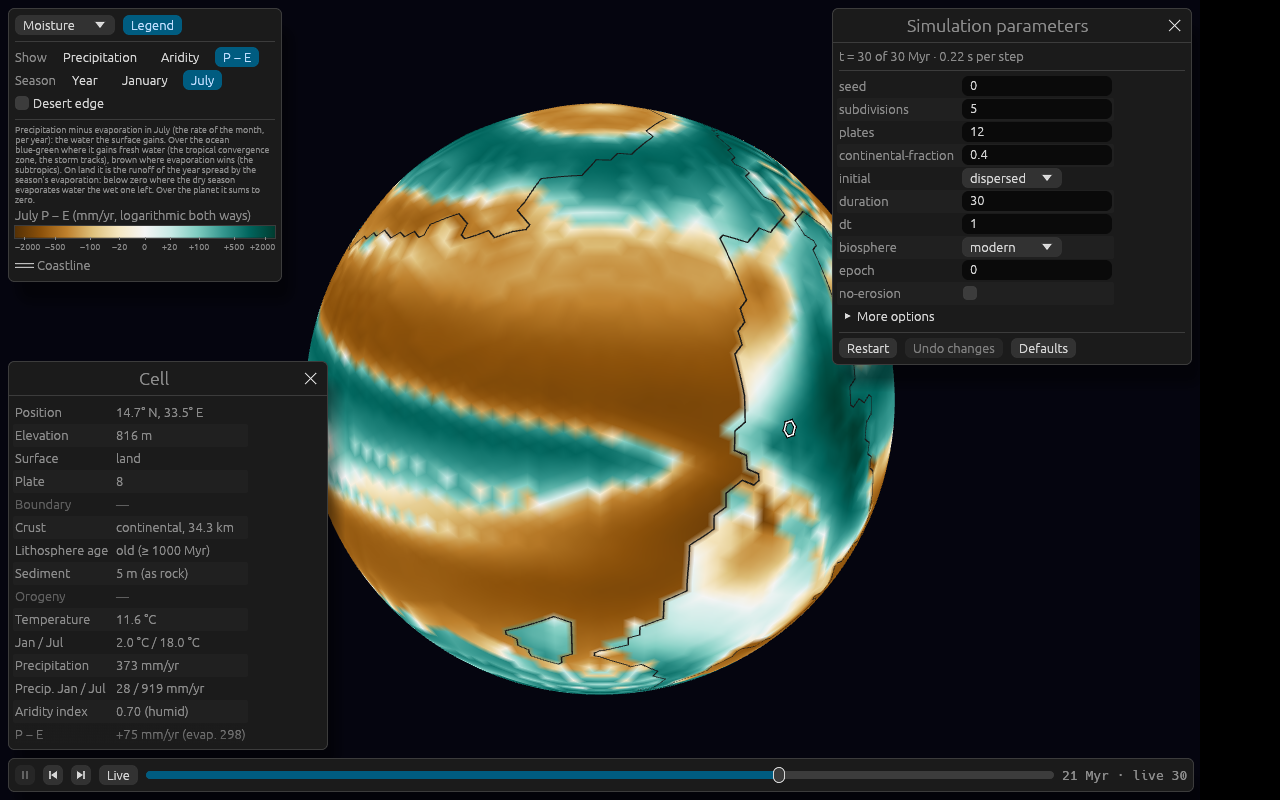 Moisture
Legend
Show Precipitation Aridity P – E
Season Year January July
Desert edge
Precipitation minus evaporation in July (the rate of the month,
per year): the water the surface gains. Over the ocean
blue-green where it gains fresh water (the tropical convergence
zone, the storm tracks), brown where evaporation wins (the
subtropics). On land it is the runoff of the year spread by the
season's evaporation: below zero where the dry season
evaporates water the wet one left. Over the planet it sums to
zero.
July P – E (mm/yr, logarithmic both ways)
−2000 −500 −100 −20 0 +20 +100 +500 +2000
Coastline
Cell
Position 14.7° N, 33.5° E
Elevation 816 m
Surface land
Plate 8
Boundary —
Crust continental, 34.3 km
Lithosphere age old (≥ 1000 Myr)
Sediment 5 m (as rock)
Orogeny —
Temperature 11.6 °C
Jan / Jul 2.0 °C / 18.0 °C
Precipitation 373 mm/yr
Precip. Jan / Jul 28 / 919 mm/yr
Aridity index 0.70 (humid)
P – E +75 mm/yr (evap. 298)
Simulation parameters
t = 30 of 30 Myr · 0.22 s per step
seed 0
subdivisions 5
plates 12
continental-fraction 0.4
initial dispersed
duration 30
dt 1
biosphere modern
epoch 0
no-erosion
More options
Restart Undo changes Defaults
Live
21 Myr · live 30